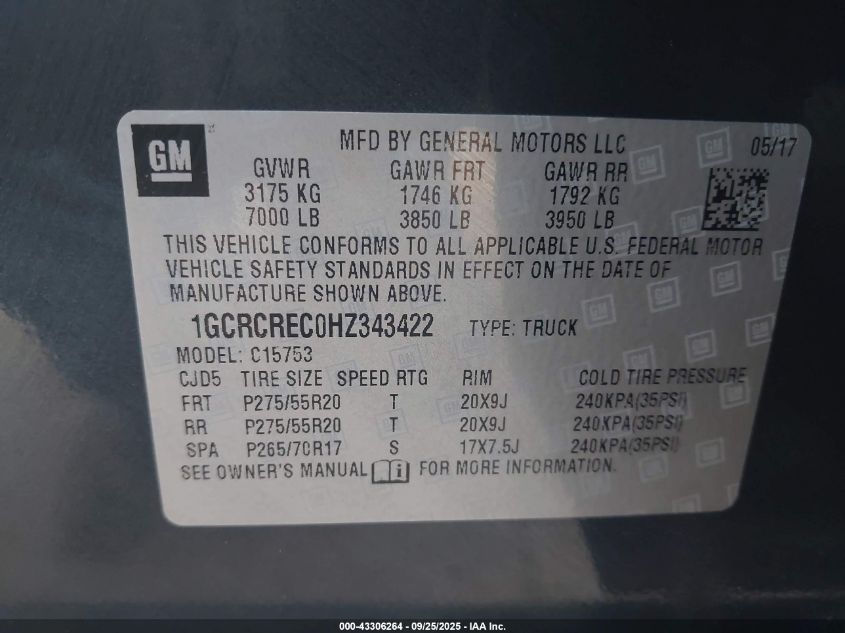 GM
MFD BY GENERAL MOTORS LLC 05/17
GVWR GAWR FRT GAWR RR
3175 KG 1746 KG 1792 KG
7000 LB 3850 LB 3950 LB
THIS VEHICLE CONFORMS TO ALL APPLICABLE U.S. FEDERAL MOTOR
VEHICLE SAFETY STANDARDS IN EFFECT ON THE DATE OF
MANUFACTURE SHOWN ABOVE.
1GCRCREC0HZ343422 TYPE: TRUCK
MODEL: C15753
CJD5 TIRE SIZE SPEED RTG RIM COLD TIRE PRESSURE
FRT P275/55R20 T 20X9J 240KPA(35PSI)
RR P275/55R20 T 20X9J 240KPA(35PSI)
SPA P265/70R17 S 17X7.5J 240KPA(35PSI)
SEE OWNER'S MANUAL i FOR MORE INFORMATION.
000-43306264 - 09/25/2025 - IAA Inc.